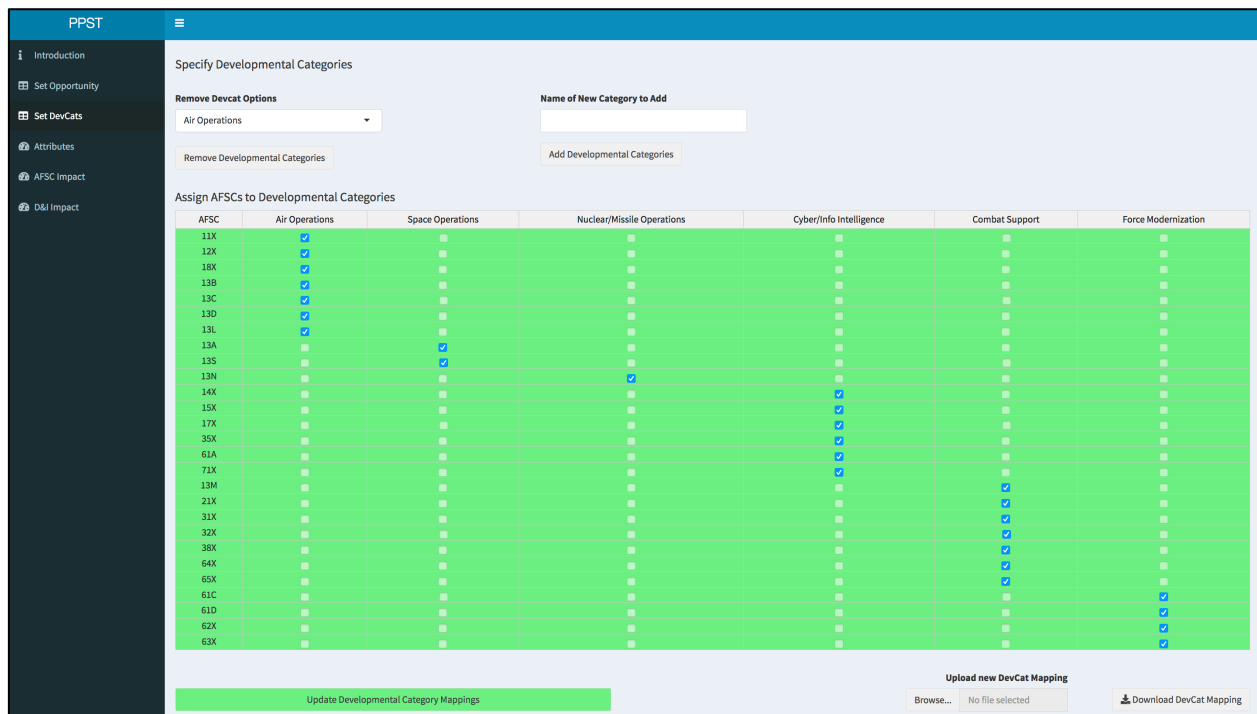 PPST
Introduction
Set Opportunity
Set DevCats
Attributes
AFSC Impact
D&I Impact
Specify Developmental Categories
Remove Devcat Options Name of New Category to Add
Air Operations
Remove Developmental Categories Add Developmental Categories
Assign AFSCs to Developmental Categories
AFSC Air Operations Space Operations Nuclear/Missile Operations Cyber/Info Intelligence Combat Support Force Modernization
11X
12X
18X
13B
13C
13D
13L
13A
13S
13N
14X
15X
17X
35X
61A
71X
13M
21X
31X
32X
38X
64X
65X
61C
61D
62X
63X
Upload new DevCat Mapping
Update Developmental Category Mappings Browse... No file selected Download DevCat Mapping